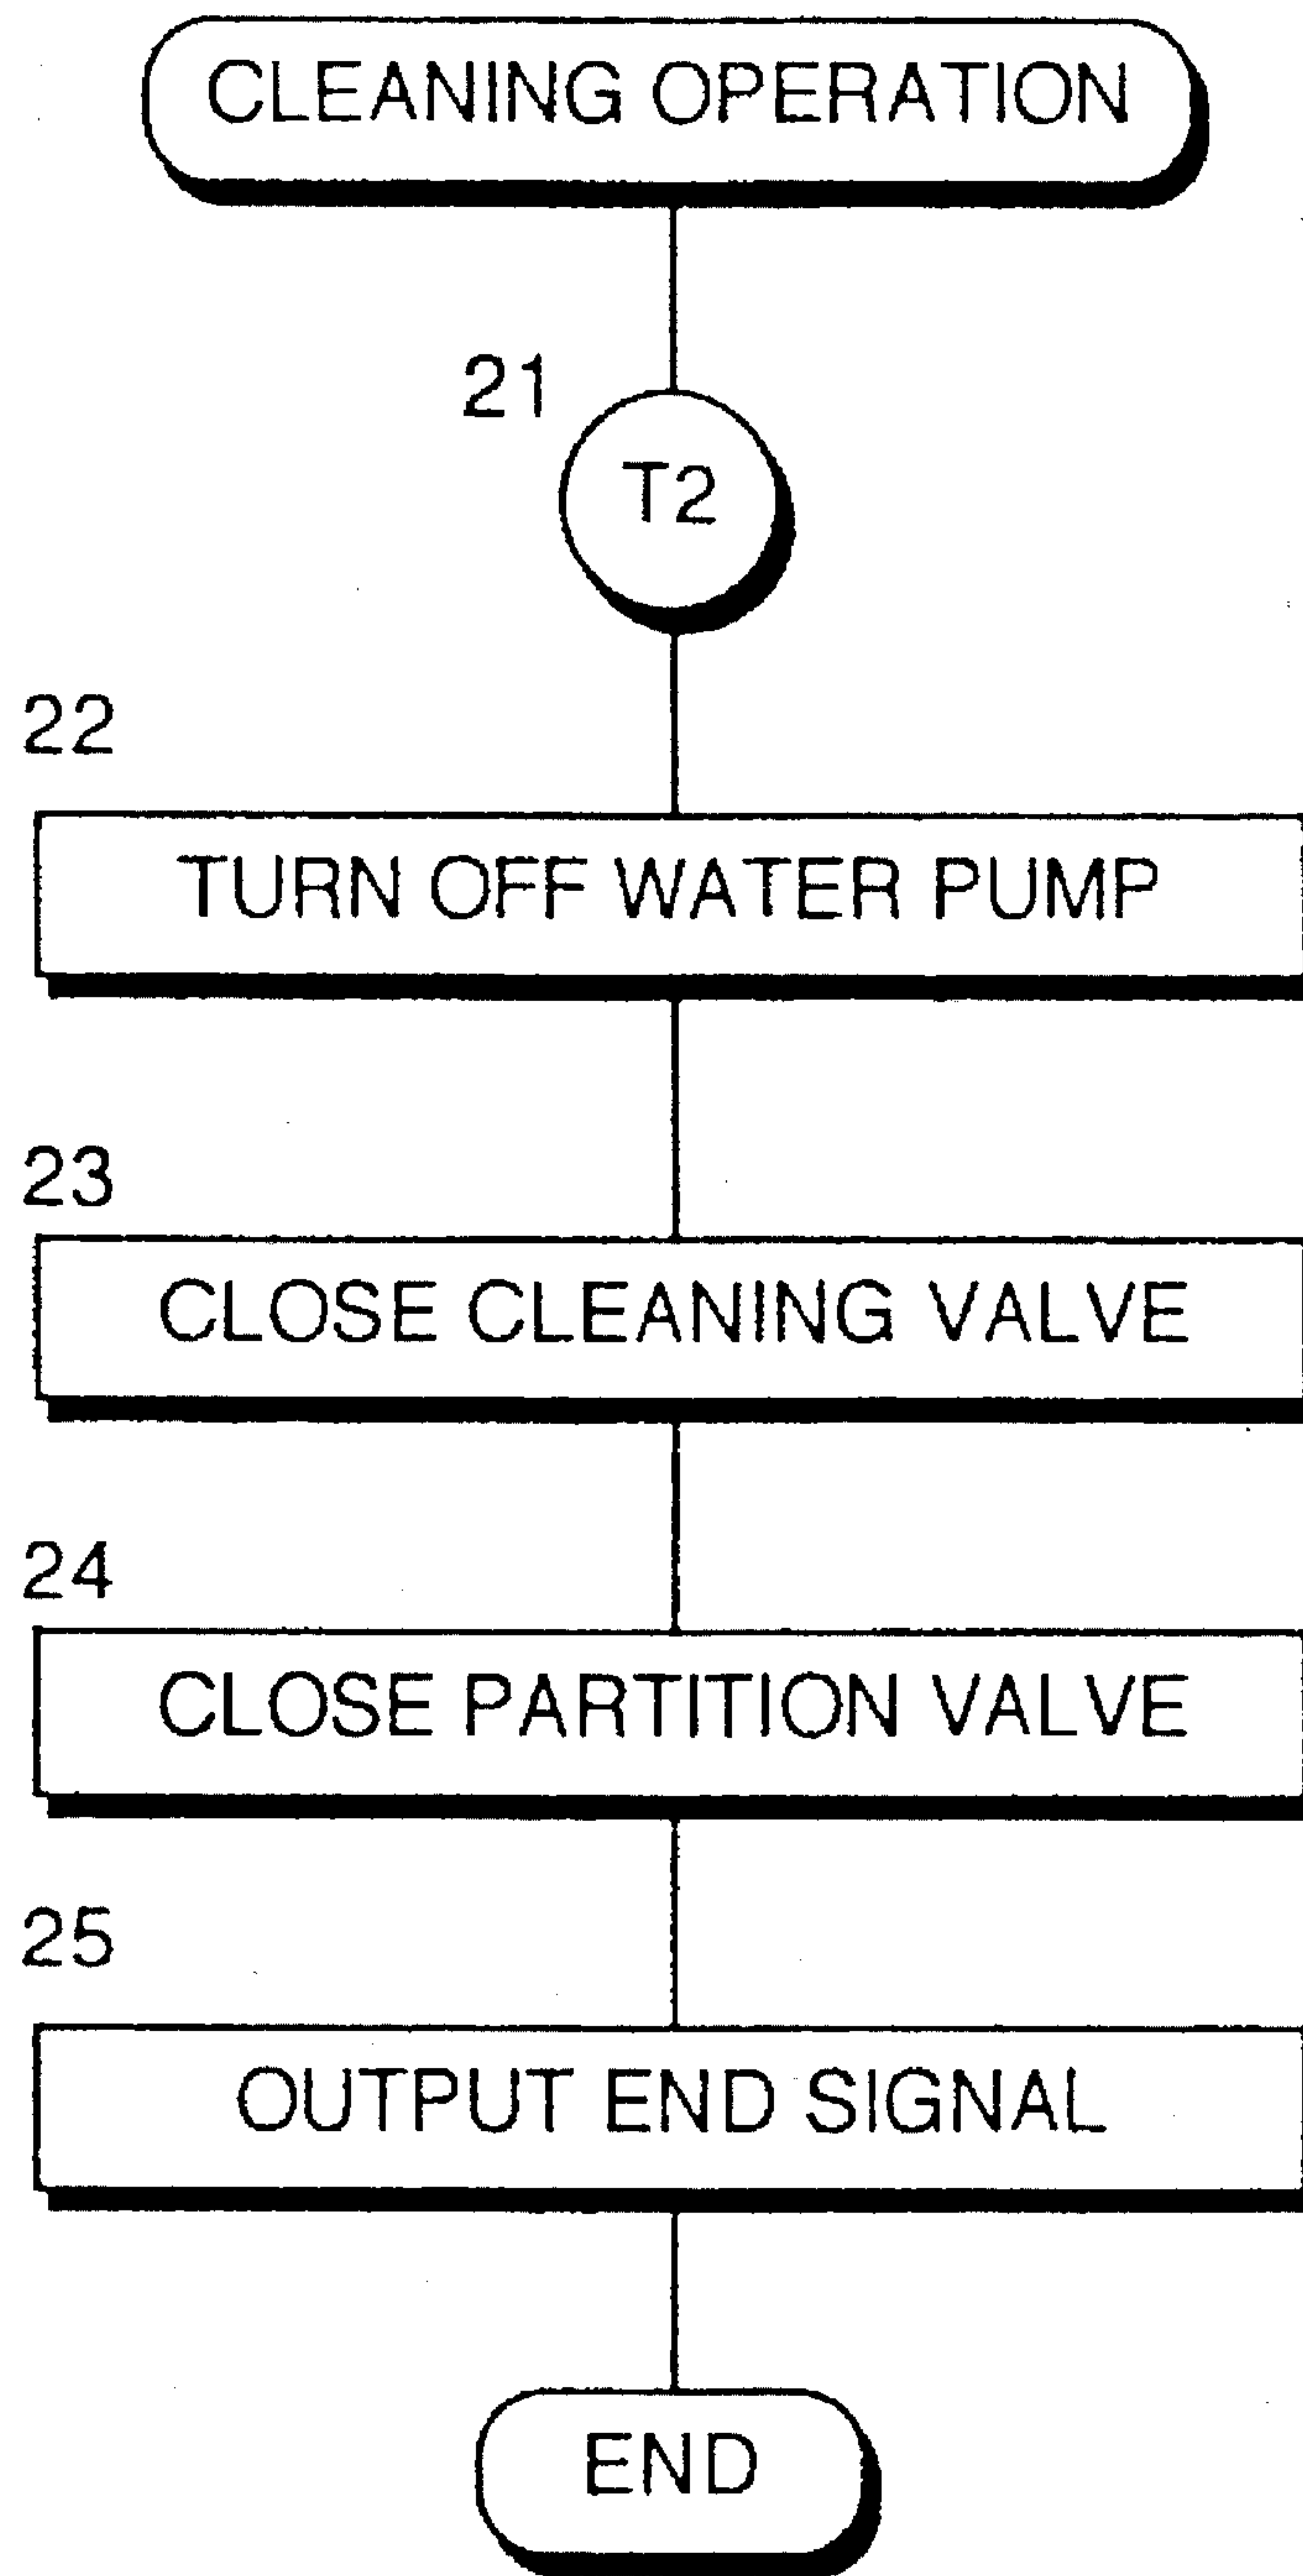 CLEANING OPERATION
21
T2
22
TURN OFF WATER PUMP
23
CLOSE CLEANING VALVE
24
CLOSE PARTITION VALVE
25
OUTPUT END SIGNAL
END